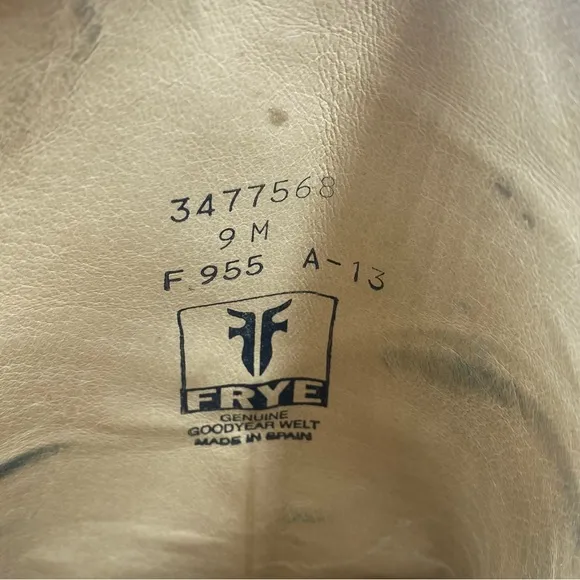 3477568
9 M
F 955 A-13
FRYE
GENUINE
GOODYEAR WELT
MADE IN SPAIN